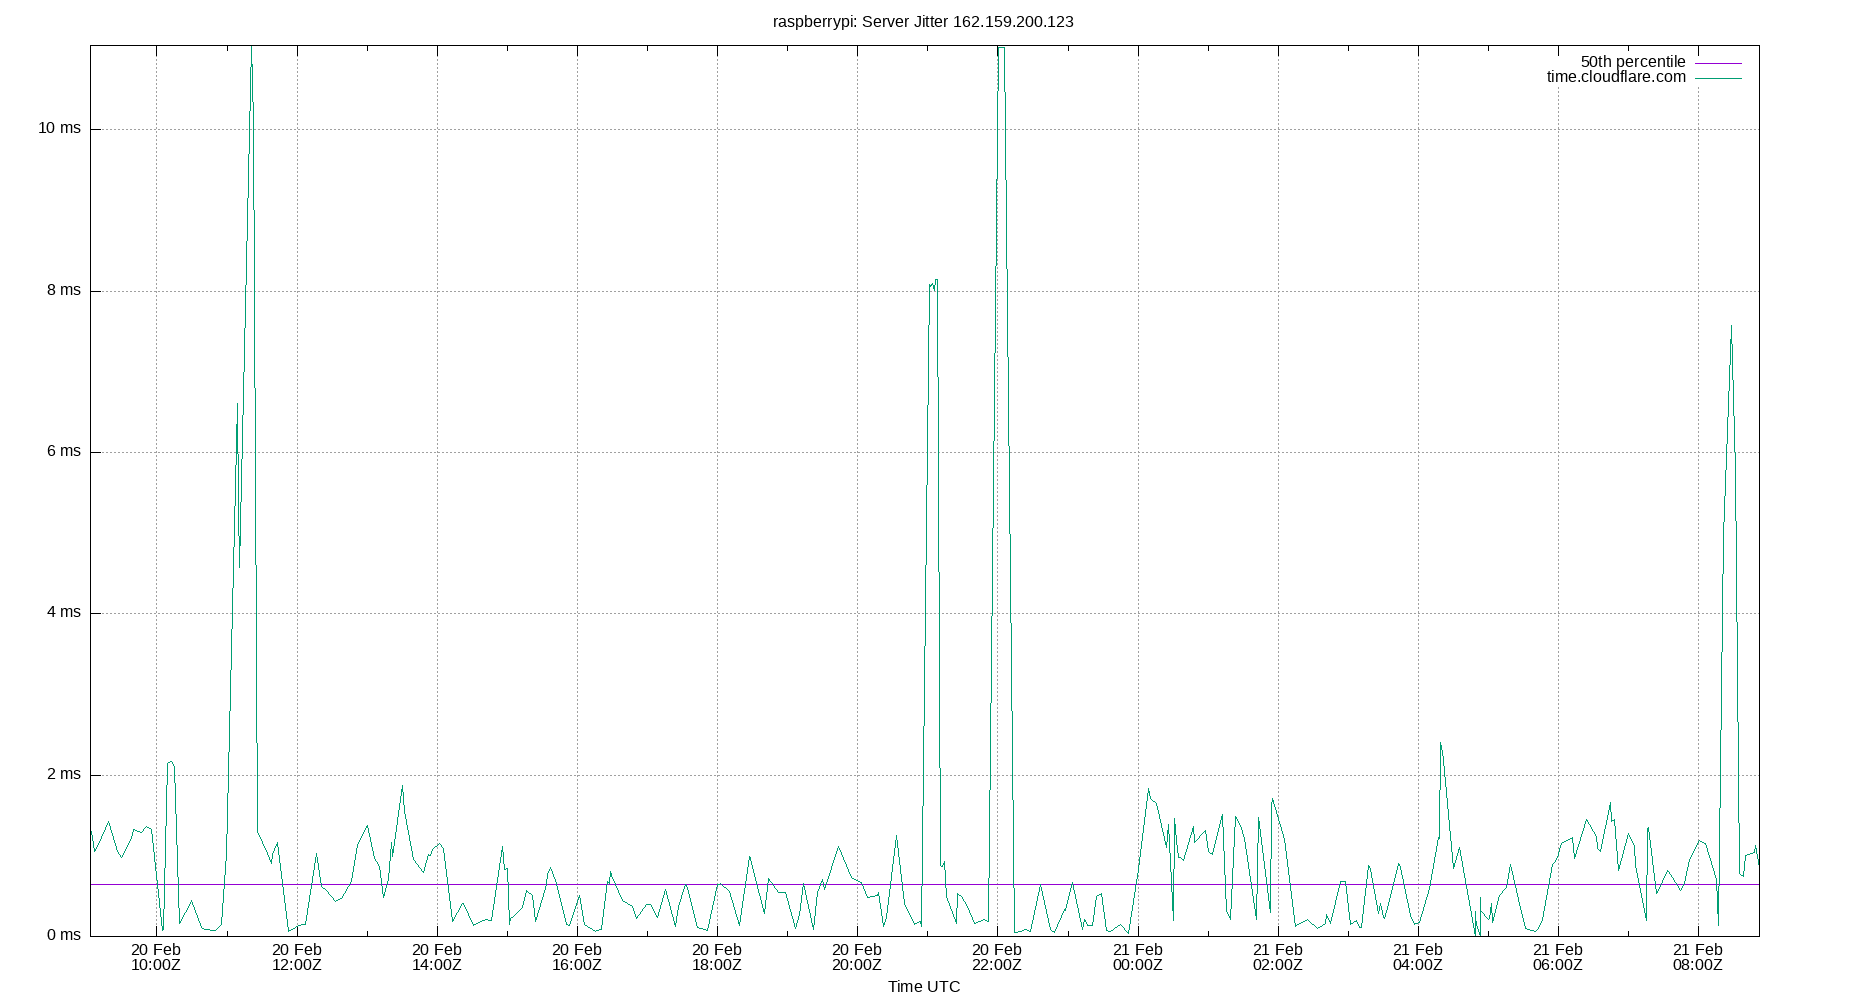 raspberrypi: Server Jitter 162.159.200.123
50th percentile
time.cloudflare.com
10 ms
8 ms
6 ms
4 ms
2 ms
0 ms
20 Feb 20 Feb 20 Feb 20 Feb 20 Feb 20 Feb 20 Feb 21 Feb 21 Feb 21 Feb 21 Feb 21 Feb
10:00Z 12:00Z 14:00Z 16:00Z 18:00Z 20:00Z 22:00Z 00:00Z 02:00Z 04:00Z 06:00Z 08:00Z
Time UTC